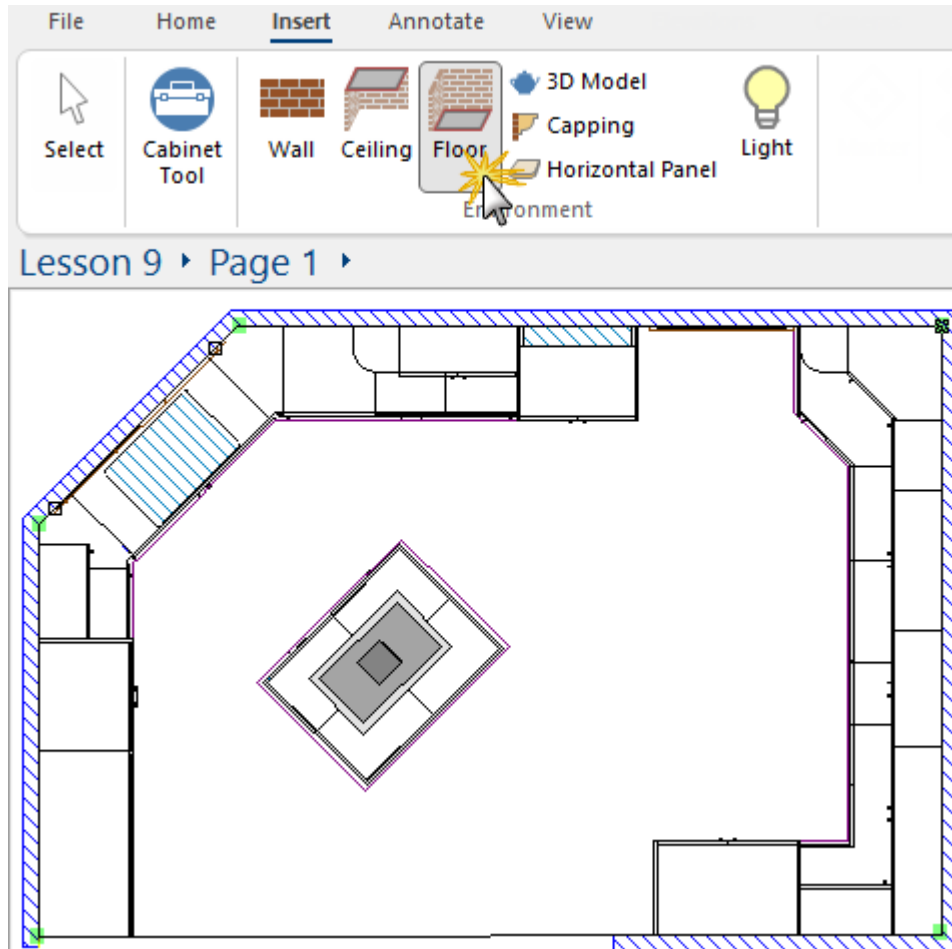 File Home Insert Annotate View
Select
Cabinet Tool
Wall
Ceiling
Floor
3D Model
Capping
Horizontal Panel
Light
Environment
Lesson 9 Page 1